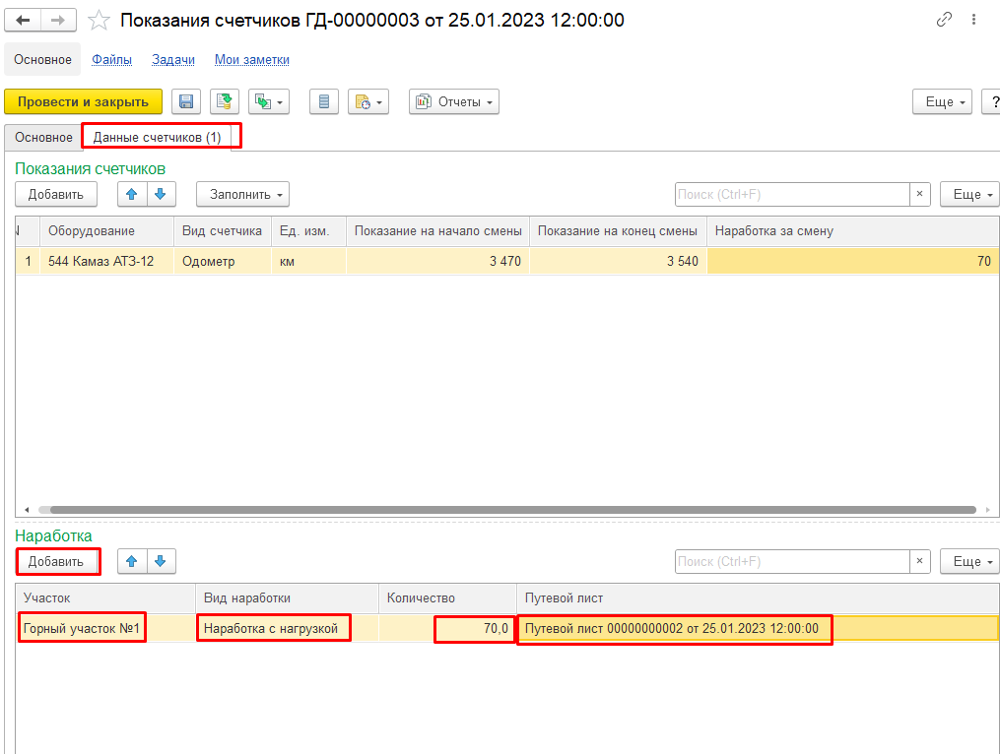 Показания счетчиков ГД-00000003 от 25.01.2023 12:00:00
Основное Файлы Задачи Мои заметки
Провести и закрыть Отчеты Еще ?
Основное Данные счетчиков (1)
Показания счетчиков
Добавить Заполнить Поиск (Ctrl+F) × Еще
N Оборудование Вид счетчика Ед. изм. Показание на начало смены Показание на конец смены Наработка за смену
1 544 Камаз АТЗ-12 Одометр км 3 470 3 540 70
Наработка
Добавить Поиск (Ctrl+F) × Еще
Участок Вид наработки Количество Путевой лист
Горный участок №1 Наработка с нагрузкой 70,0 Путевой лист 00000000002 от 25.01.2023 12:00:00